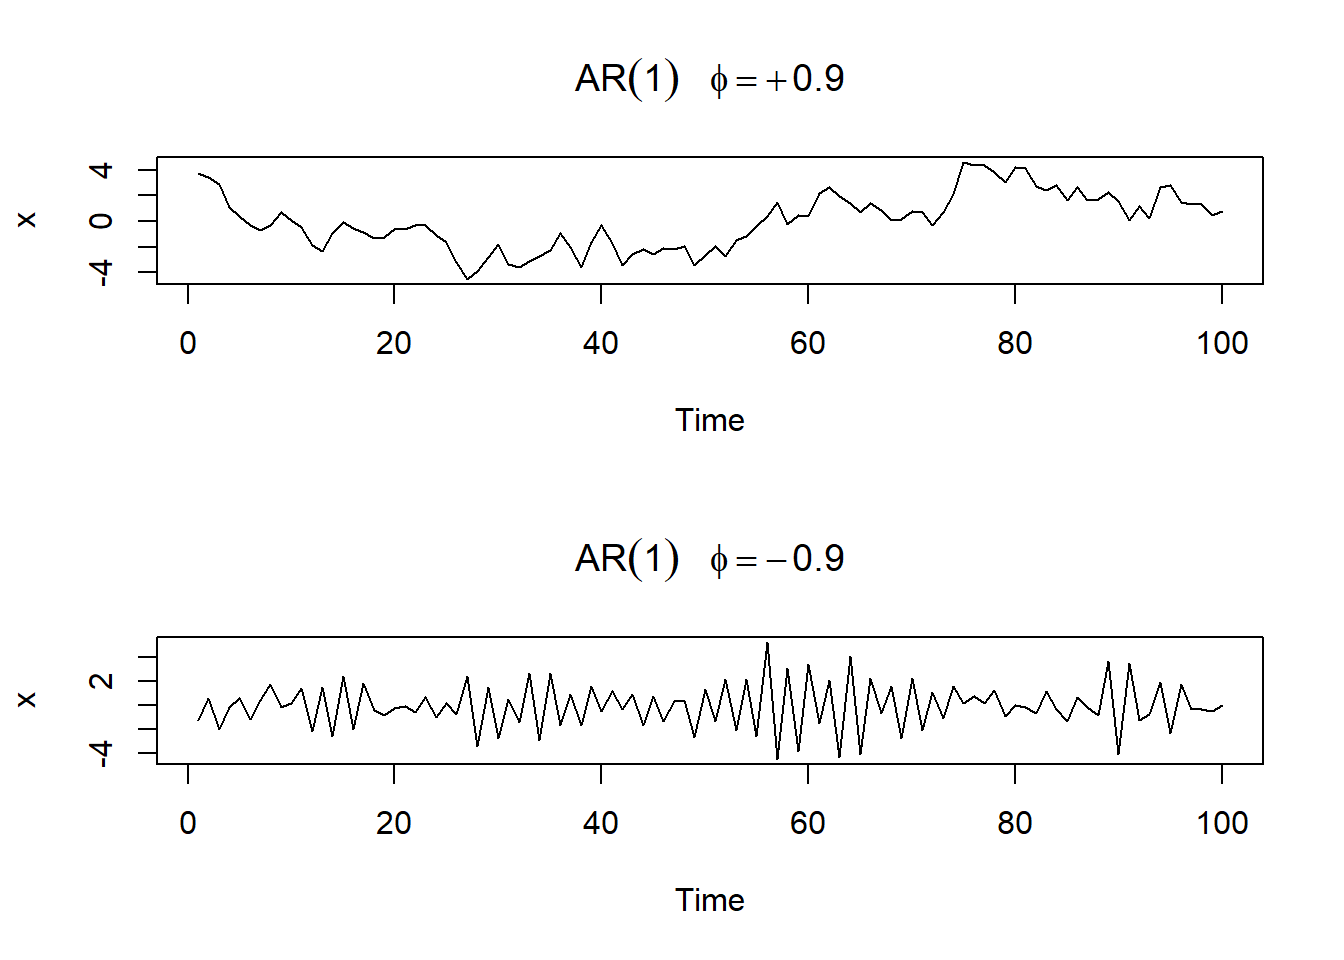 AR(1) ϕ = +0.9
x
4
0
-4
0 20 40 60 80 100
Time
AR(1) ϕ = −0.9
x
2
-4
0 20 40 60 80 100
Time